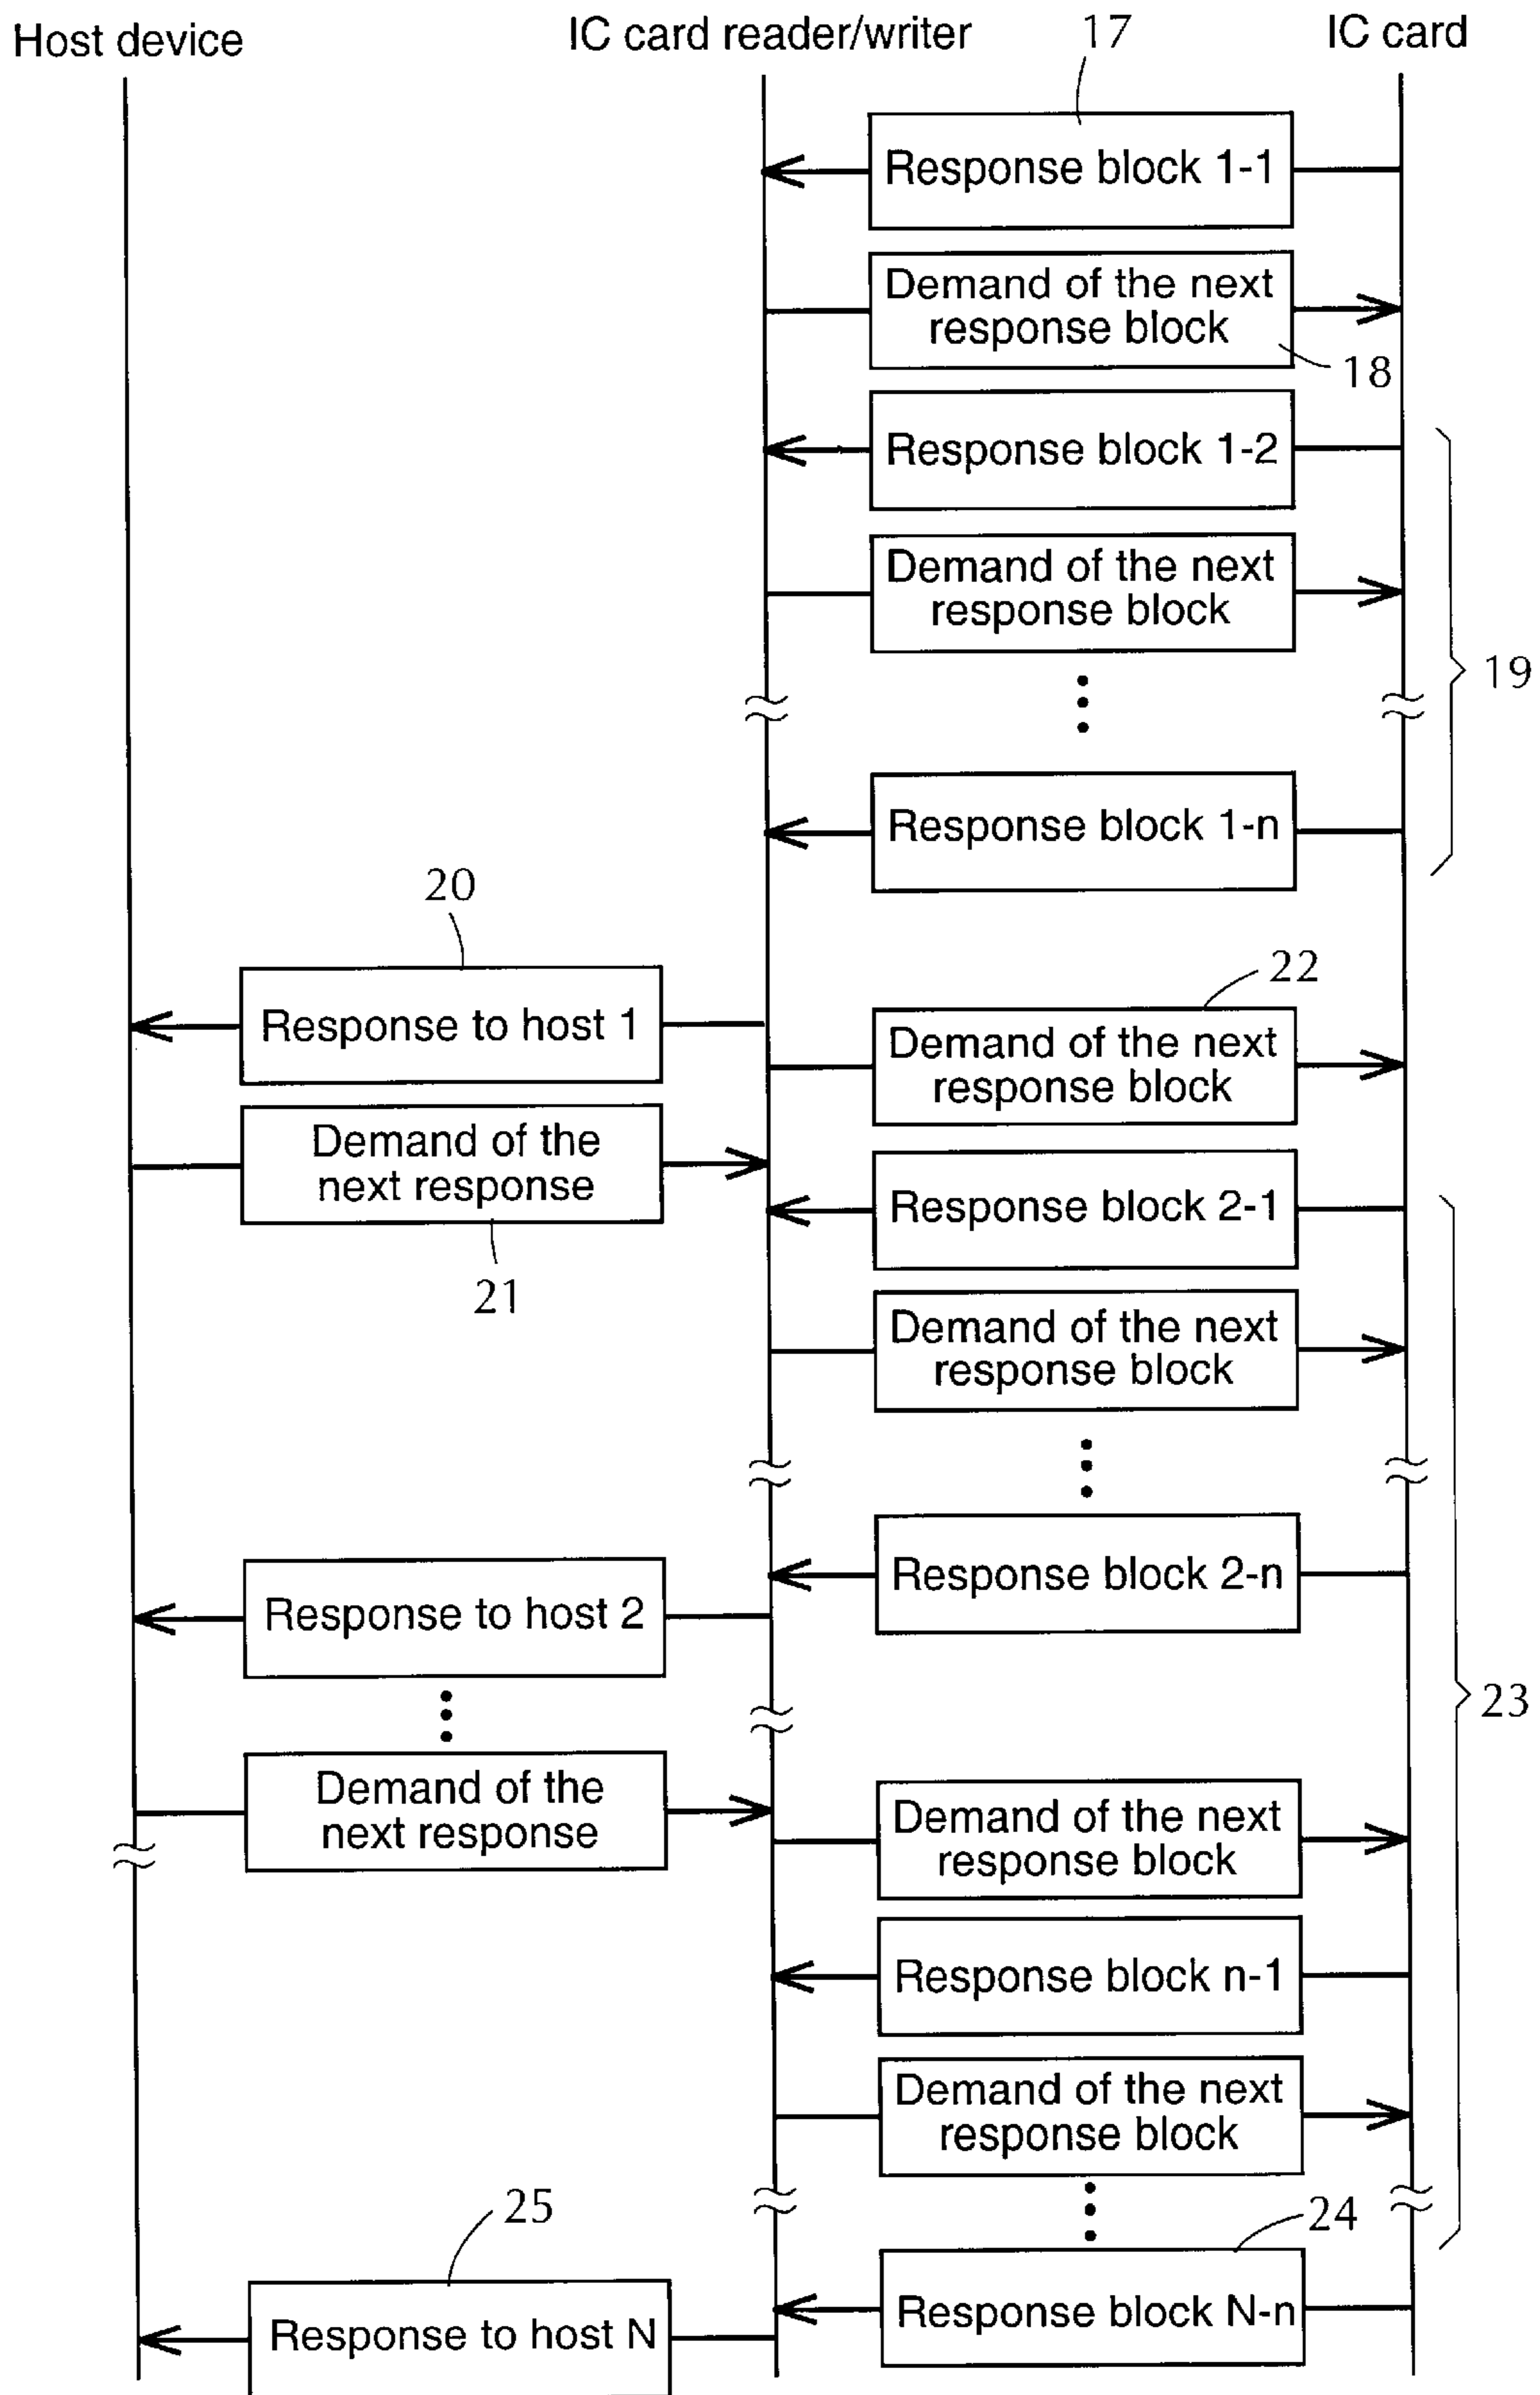 Host device
IC card reader/writer
17
IC card
Response block 1-1
Demand of the next
response block
18
Response block 1-2
Demand of the next
response block
19
Response block 1-n
20
Response to host 1
22
Demand of the next
response block
Demand of the
next response
21
Response block 2-1
Demand of the next
response block
Response block 2-n
Response to host 2
23
Demand of the
next response
Demand of the next
response block
Response block n-1
Demand of the next
response block
25
24
Response to host N
Response block N-n